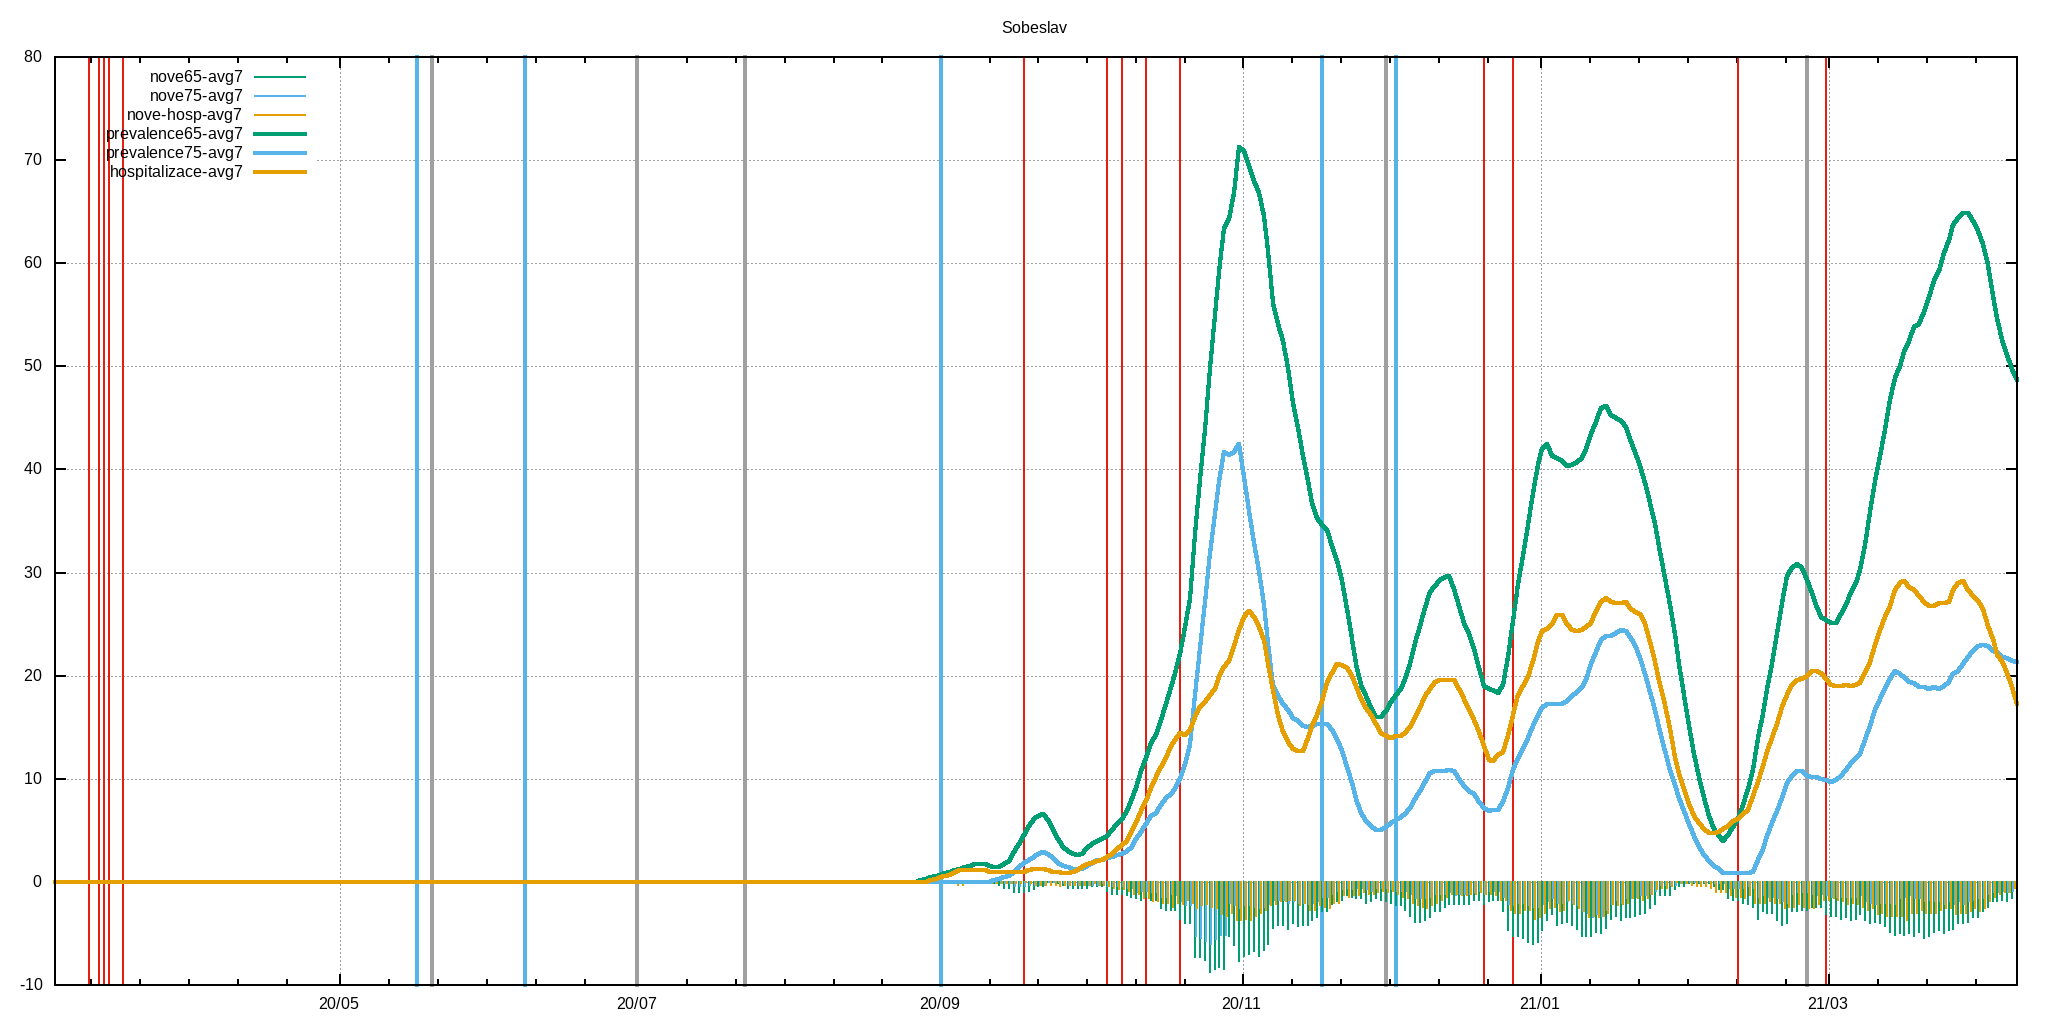 Sobeslav
80
70
60
50
40
30
20
10
0
-10
nove65-avg7
nove75-avg7
nove-hosp-avg7
prevalence65-avg7
prevalence75-avg7
hospitalizace-avg7
20/05 20/07 20/09 20/11 21/01 21/03